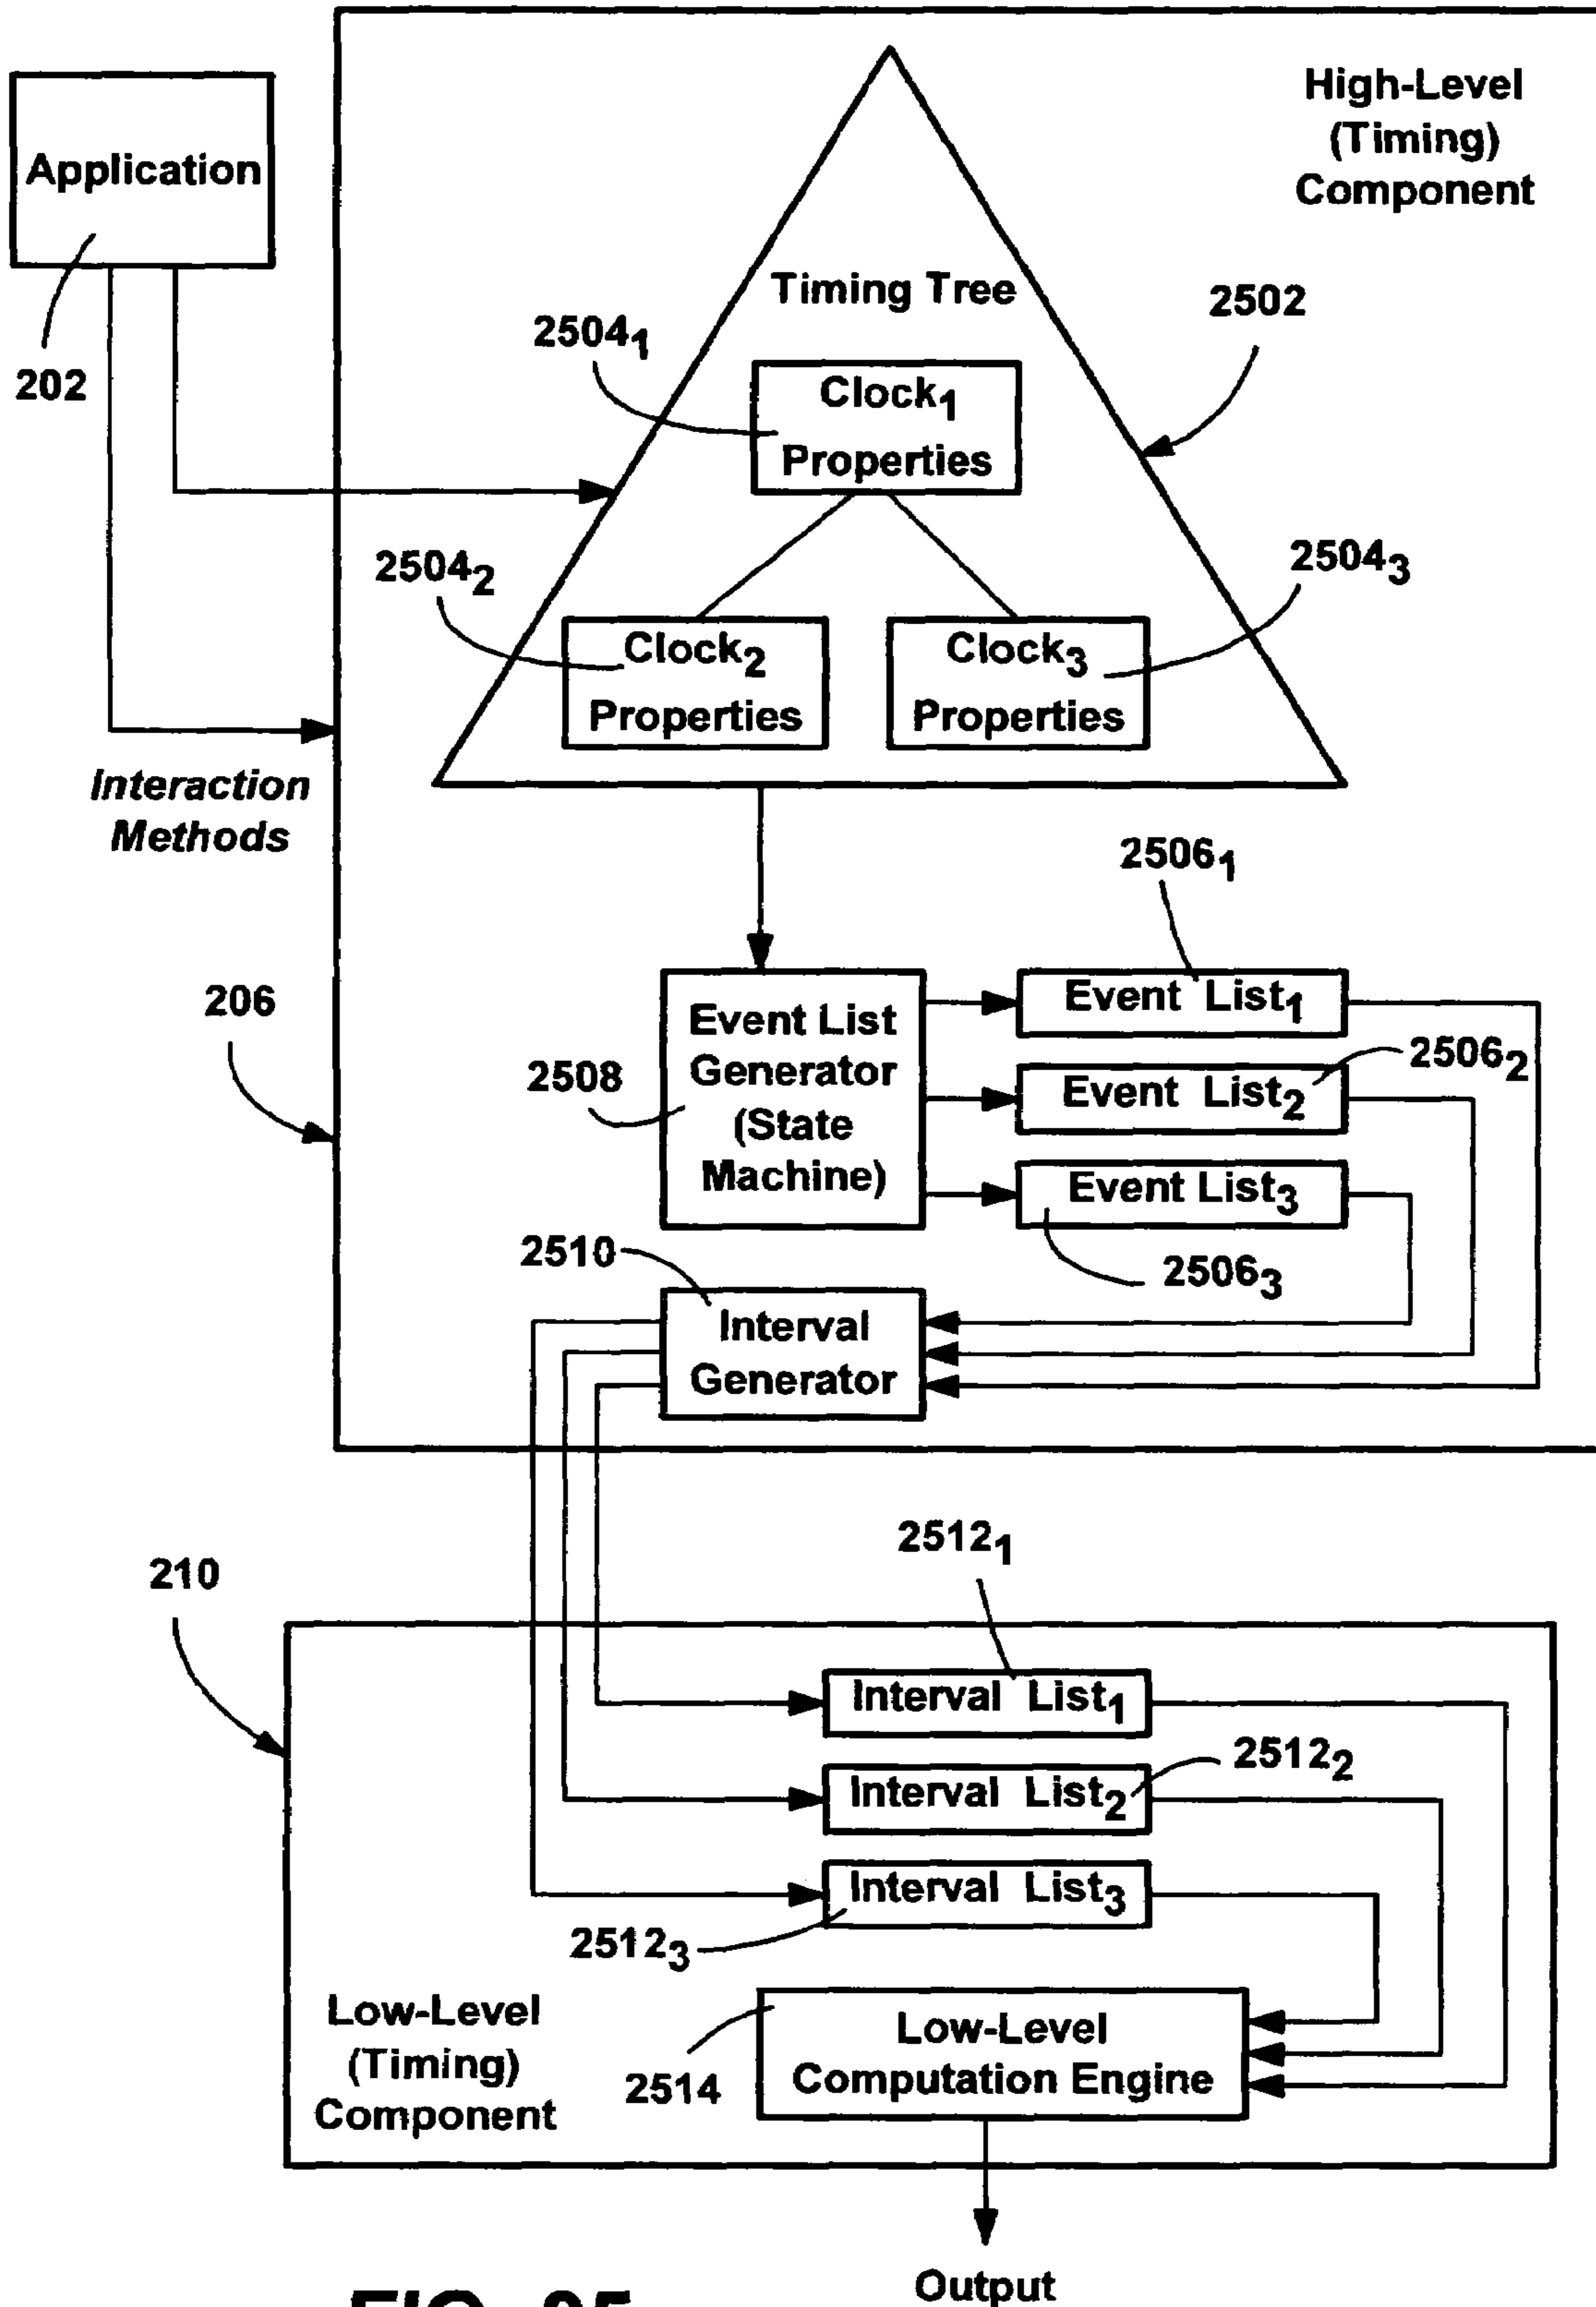 High-Level
(Timing)
Component
Application
202
Timing Tree
2502
2504₁
Clock₁
Properties
2504₂
2504₃
Clock₂
Properties
Clock₃
Properties
Interaction
Methods
2506₁
206
Event List
Generator
(State
Machine)
2508
Event List₁
2506₂
Event List₂
Event List₃
2506₃
2510
Interval
Generator
2512₁
210
Interval List₁
2512₂
Interval List₂
Interval List₃
2512₃
Low-Level
(Timing)
Component
2514
Low-Level
Computation Engine
Output